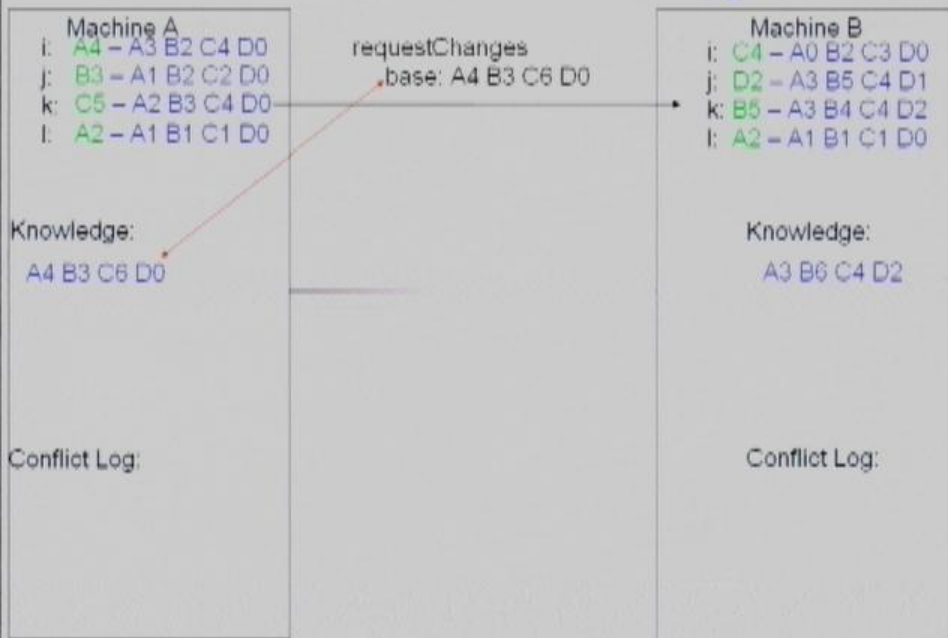 Machine A
i: A4 – A3 B2 C4 D0
j: B3 – A1 B2 C2 D0
k: C5 – A2 B3 C4 D0
l: A2 – A1 B1 C1 D0
Knowledge:
A4 B3 C6 D0
Conflict Log:
requestChanges
base: A4 B3 C6 D0
Machine B
i: C4 – A0 B2 C3 D0
j: D2 – A3 B5 C4 D1
k: B5 – A3 B4 C4 D2
l: A2 – A1 B1 C1 D0
Knowledge:
A3 B6 C4 D2
Conflict Log: